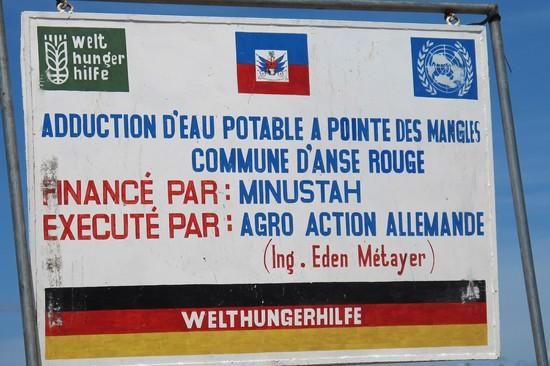 welt
hunger
hilfe
ADDUCTION D'EAU POTABLE A POINTE DES MANGLES
COMMUNE D'ANSE ROUGE
FINANCÉ PAR: MINUSTAH
EXECUTÉ PAR: AGRO ACTION ALLEMANDE
(Ing. Eden Métayer)
WELTHUNGERHILFE